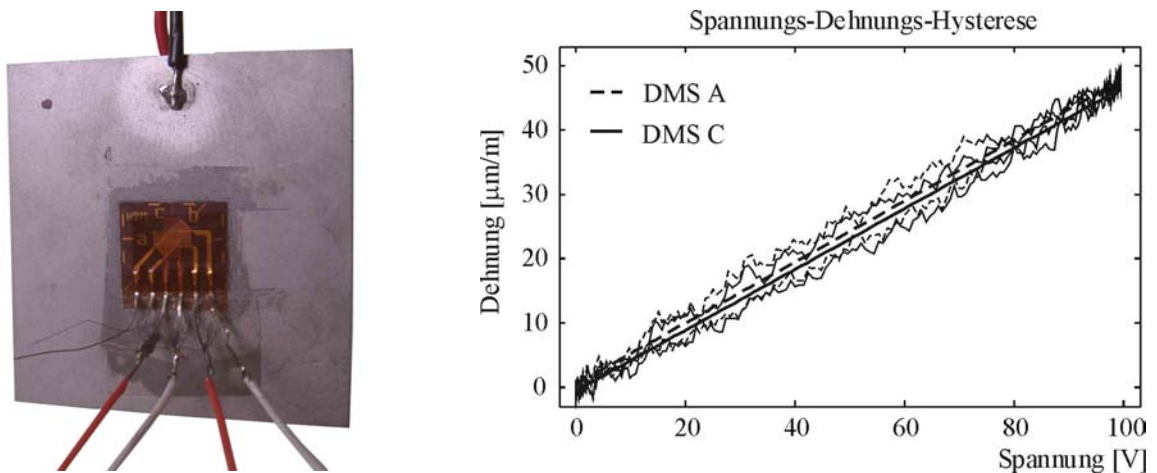 c b
a
Spannungs-Dehnungs-Hysterese
DMS A
DMS C
Dehnung [µm/m]
50
40
30
20
10
0
0 20 40 60 80 100
Spannung [V]